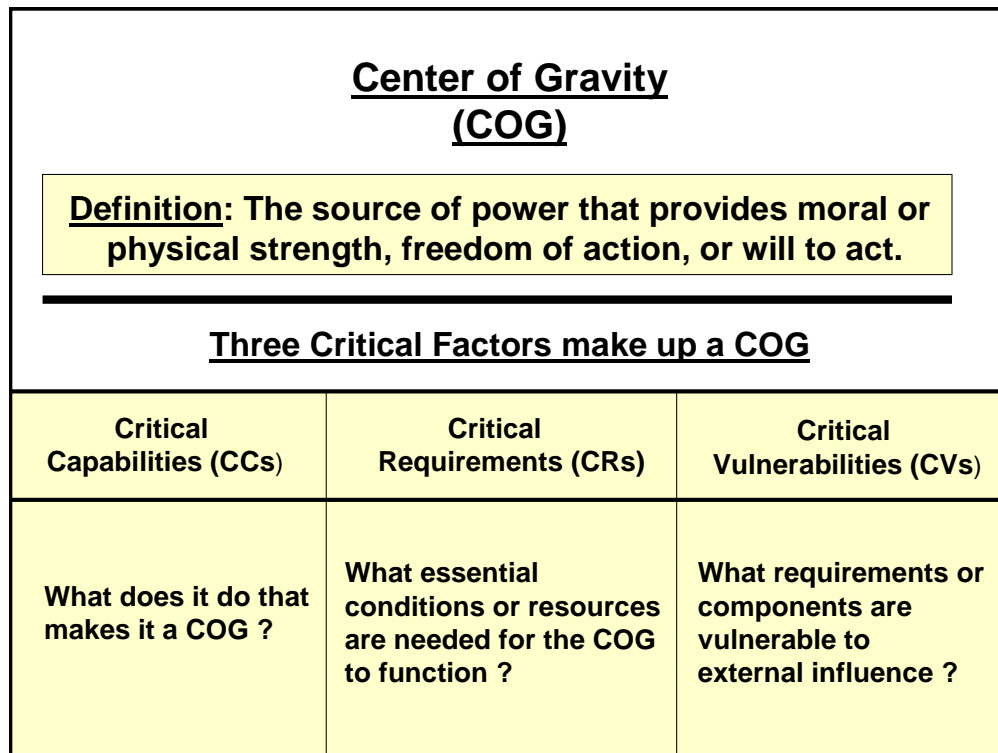 Center of Gravity
(COG)
Definition: The source of power that provides moral or
physical strength, freedom of action, or will to act.
Three Critical Factors make up a COG
Critical
Capabilities (CCs)
Critical
Requirements (CRs)
Critical
Vulnerabilities (CVs)
What does it do that
makes it a COG ?
What essential
conditions or resources
are needed for the COG
to function ?
What requirements or
components are
vulnerable to
external influence ?